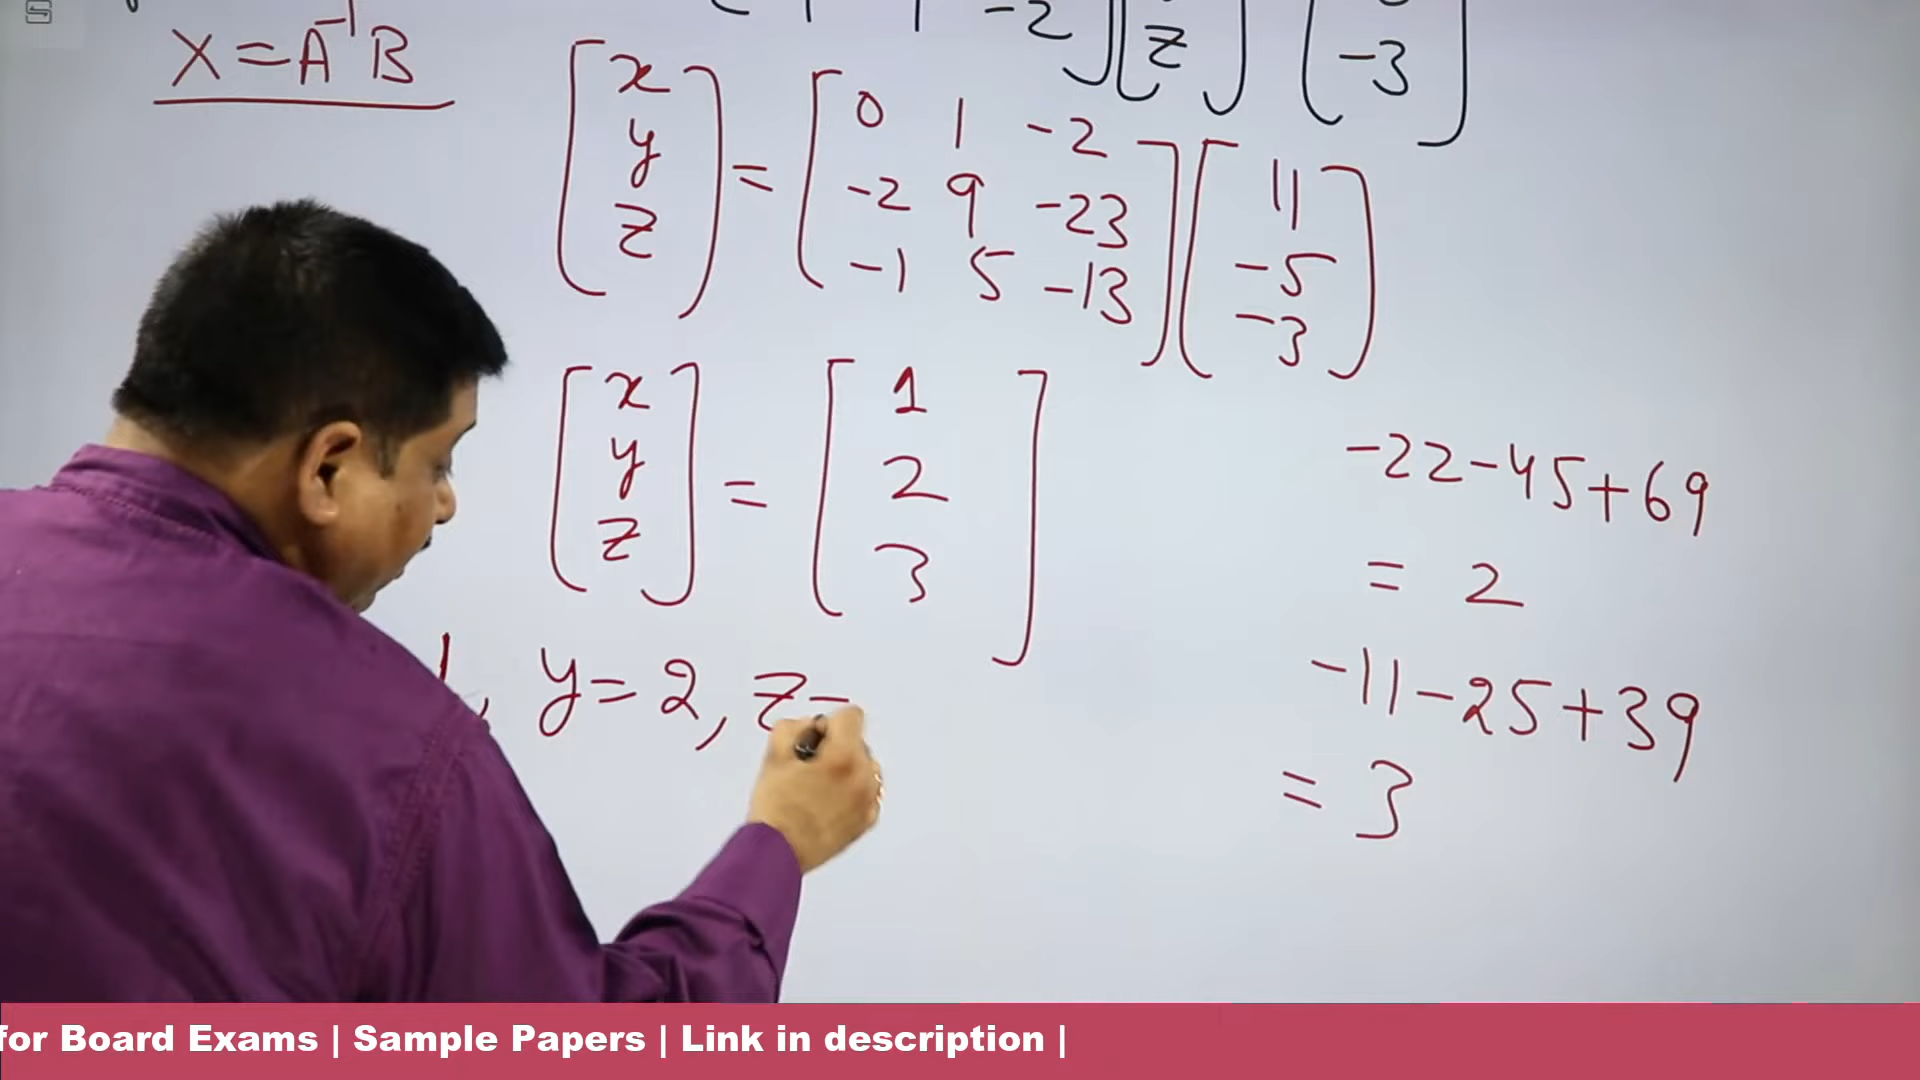 -2 z -3
X = A⁻¹B
[x y z] = [0 1 -2; -2 9 -23; -1 5 -13] [11 -5 -3]
[x y z] = [1 2 3]
-22-45+69
= 2
-11-25+39
= 3
1, y=2, z=
for Board Exams | Sample Papers | Link in description |